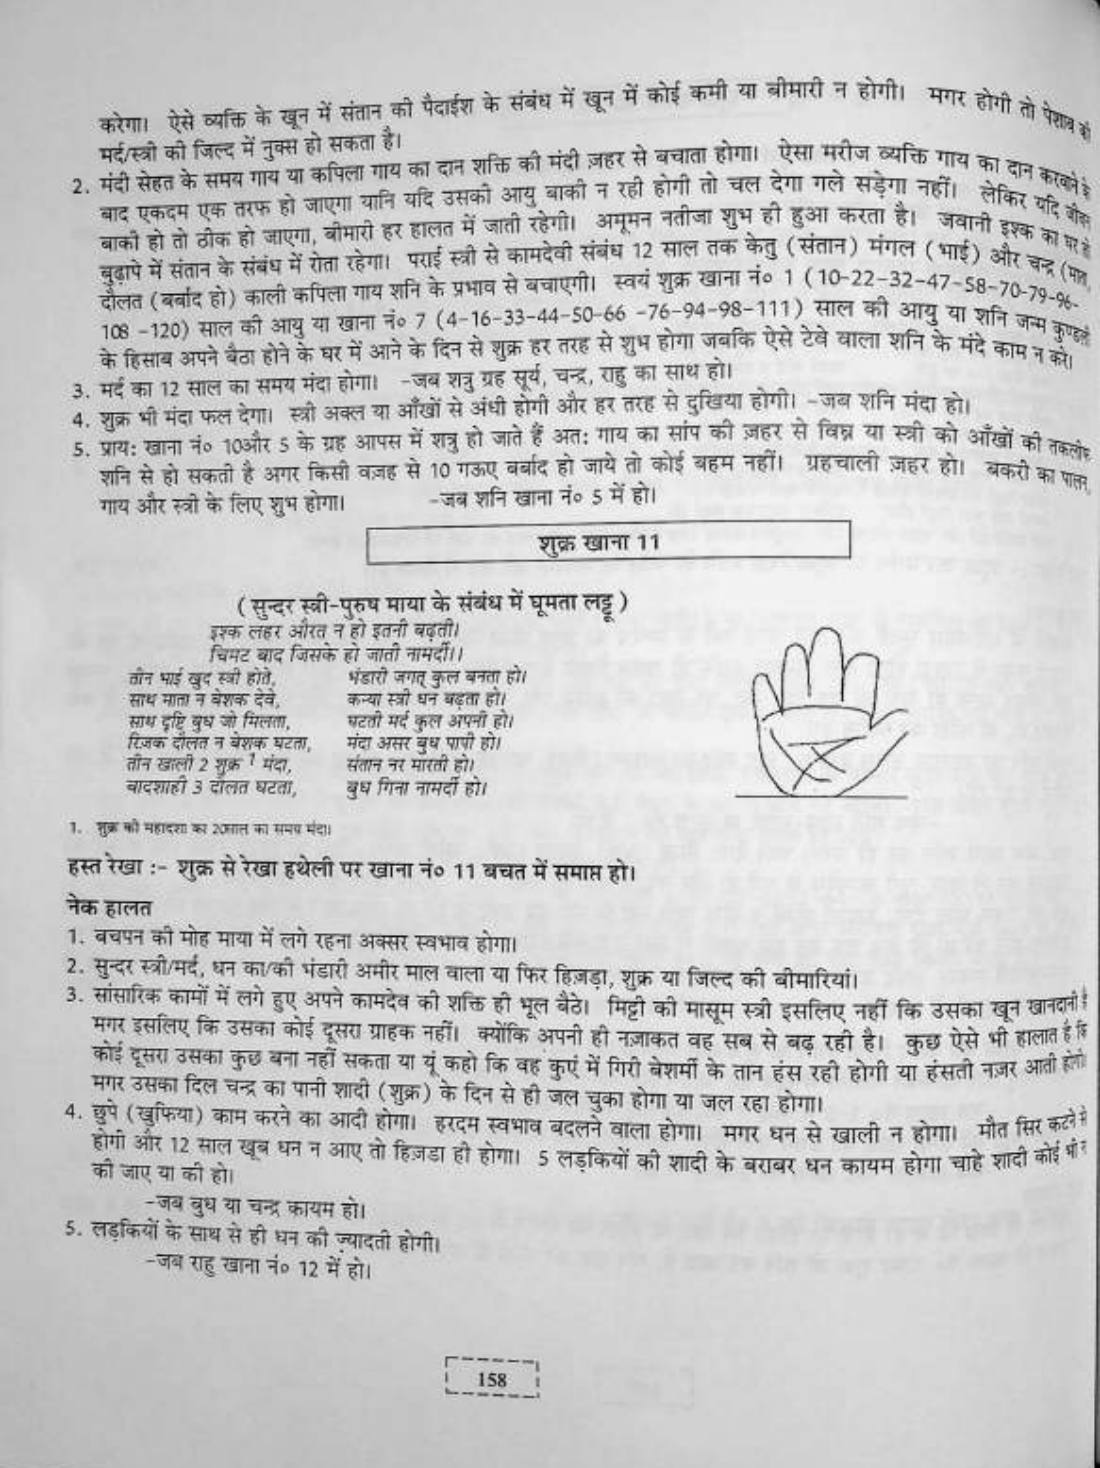 करेगा। ऐसे व्यक्ति के खून में संतान की पैदाईश के संबंध में खून में कोई कमी या बीमारी न होगी। मगर होगी तो पेशाब की
मर्द/स्त्री की जिल्द में नुक्स हो सकता है।
2. मंदी सेहत के समय गाय या कपिला गाय का दान शक्ति की मंदी ज़हर से बचाता होगा। ऐसा मरीज व्यक्ति गाय का दान करवाने के
बाद एकदम एक तरफ हो जाएगा यानि यदि उसकी आयु बाकी न रही होगी तो चल देगा गले सड़ेगा नहीं। लेकिन यदि जीवन
बाकी हो तो ठीक हो जाएगा, बीमारी हर हालत में जाती रहेगी। अमूमन नतीजा शुभ ही हुआ करता है। जवानी इश्क का घर हो
बुढ़ापे में संतान के संबंध में रोता रहेगा। पराई स्त्री से कामदेवी संबंध 12 साल तक केतु (संतान) मंगल (भाई) और चन्द्र (माता,
दौलत (बर्बाद हो) काली कपिला गाय शनि के प्रभाव से बचाएगी। स्वयं शुक्र खाना नं० 1 (10-22-32-47-58-70-79-96-
108 -120) साल की आयु या खाना नं० 7 (4-16-33-44-50-66 -76-94-98-111) साल की आयु या शनि जन्म कुण्डली
के हिसाब अपने बैठा होने के घर में आने के दिन से शुक्र हर तरह से शुभ होगा जबकि ऐसे टेवे वाला शनि के मंदे काम न करे।
3. मर्द का 12 साल का समय मंदा होगा। -जब शत्रु ग्रह सूर्य, चन्द्र, राहु का साथ हो।
4. शुक्र भी मंदा फल देगा। स्त्री अक्ल या आँखों से अंधी होगी और हर तरह से दुखिया होगी। -जब शनि मंदा हो।
5. प्राय: खाना नं० 10और 5 के ग्रह आपस में शत्रु हो जाते हैं अत: गाय का सांप की ज़हर से विघ्न या स्त्री को आँखों की तकलीफ
शनि से हो सकती है अगर किसी वज़ह से 10 गऊए बर्बाद हो जाये तो कोई बहम नहीं। ग्रहचाली ज़हर हो। बकरी का पालन,
गाय और स्त्री के लिए शुभ होगा। -जब शनि खाना नं० 5 में हो।
शुक्र खाना 11
( सुन्दर स्त्री-पुरुष माया के संबंध में घूमता लट्टू )
इश्क लहर औरत न हो इतनी बढ़ती।
चिमट बाद जिसके हो जाती नामर्दी।।
तीन भाई खुद स्त्री होते, भंडारी जगत् कुल बनता हो।
साथ माता न बेशक देवे, कन्या स्त्री धन बढ़ता हो।
साथ दृष्टि बुध जो मिलता, घटती मर्द कुल अपनी हो।
रिज़क दौलत न बेशक घटता, मंदा असर बुध पापी हो।
तीन खाली 2 शुक्र 1 मंदा, संतान नर मारती हो।
बादशाही 3 दौलत घटता, बुध गिना नामर्दी हो।
1. शुक्र की महादशा का 20साल का समय मंदा।
हस्त रेखा :- शुक्र से रेखा हथेली पर खाना नं० 11 बचत में समाप्त हो।
नेक हालत
1. बचपन की मोह माया में लगे रहना अक्सर स्वभाव होगा।
2. सुन्दर स्त्री/मर्द, धन का/की भंडारी अमीर माल वाला या फिर हिज़ड़ा, शुक्र या जिल्द की बीमारियां।
3. सांसारिक कामों में लगे हुए अपने कामदेव की शक्ति ही भूल बैठे। मिट्टी की मासूम स्त्री इसलिए नहीं कि उसका खून खानदानी है
मगर इसलिए कि उसका कोई दूसरा ग्राहक नहीं। क्योंकि अपनी ही नज़ाकत वह सब से बढ़ रही है। कुछ ऐसे भी हालात है कि
कोई दूसरा उसका कुछ बना नहीं सकता या यूं कहो कि वह कुएं में गिरी बेशर्मी के तान हंस रही होगी या हंसती नज़र आती होगी
मगर उसका दिल चन्द्र का पानी शादी (शुक्र) के दिन से ही जल चुका होगा या जल रहा होगा।
4. छुपे (खुफिया) काम करने का आदी होगा। हरदम स्वभाव बदलने वाला होगा। मगर धन से खाली न होगा। मौत सिर कटने से
होगी और 12 साल खूब धन न आए तो हिज़डा ही होगा। 5 लड़कियों की शादी के बराबर धन कायम होगा चाहे शादी कोई भी न
की जाए या की हो।
-जब बुध या चन्द्र कायम हो।
5. लड़कियों के साथ से ही धन की ज़्यादती होगी।
-जब राहु खाना नं० 12 में हो।
158